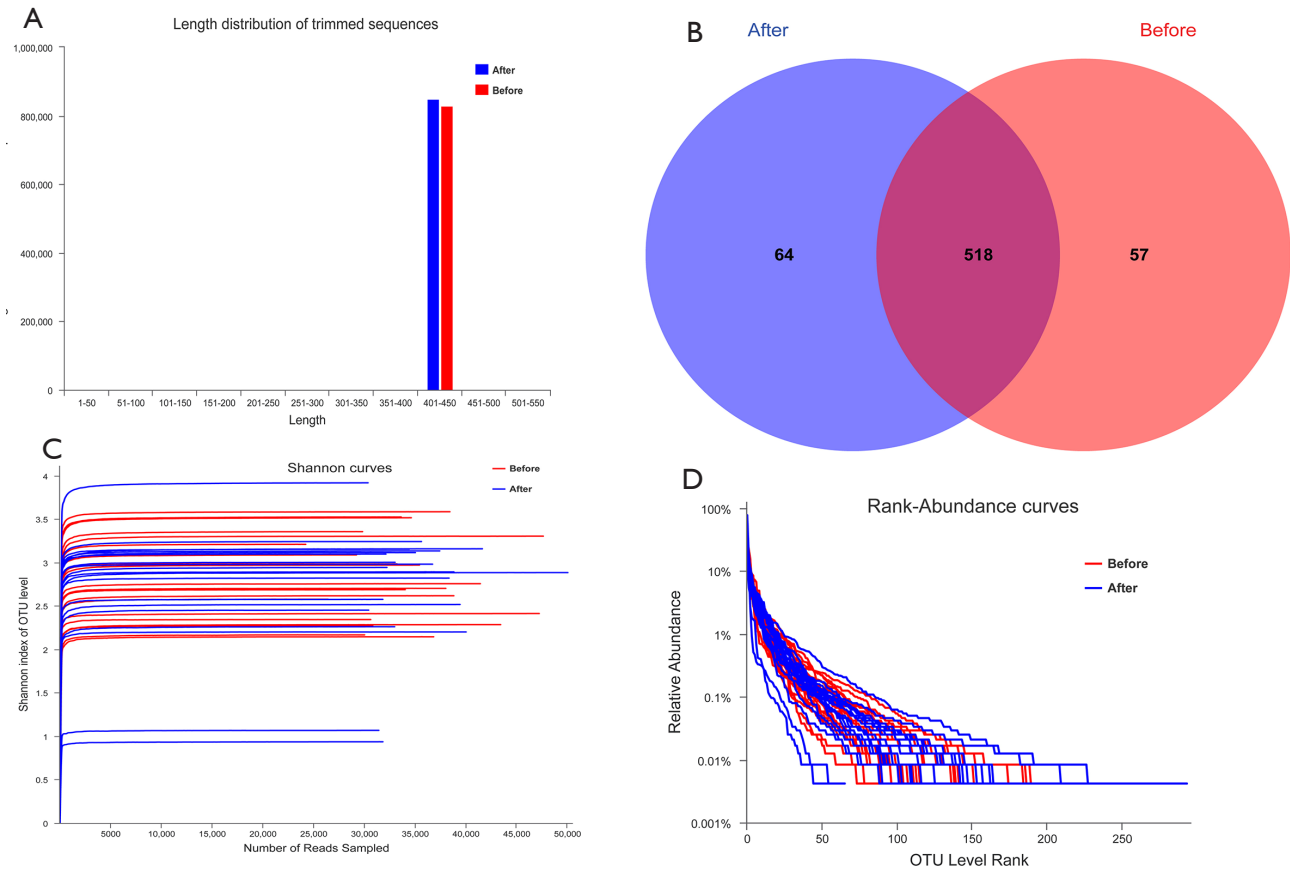 A
Length distribution of trimmed sequences
1,000,000
800,000
600,000
400,000
200,000
0
After
Before
1-50 51-100 101-150 151-200 201-250 251-300 301-350 351-400 401-450 451-500 501-550
Length
B
After
Before
64
518
57
C
Shannon curves
Before
After
Shannon index of OTU level
4
3.5
3
2.5
2
1.5
1
0.5
0
5000 10,000 15,000 20,000 25,000 30,000 35,000 40,000 45,000 50,000
Number of Reads Sampled
D
Rank-Abundance curves
Before
After
Relative Abundance
100%
10%
1%
0.1%
0.01%
0.001%
0 50 100 150 200 250
OTU Level Rank